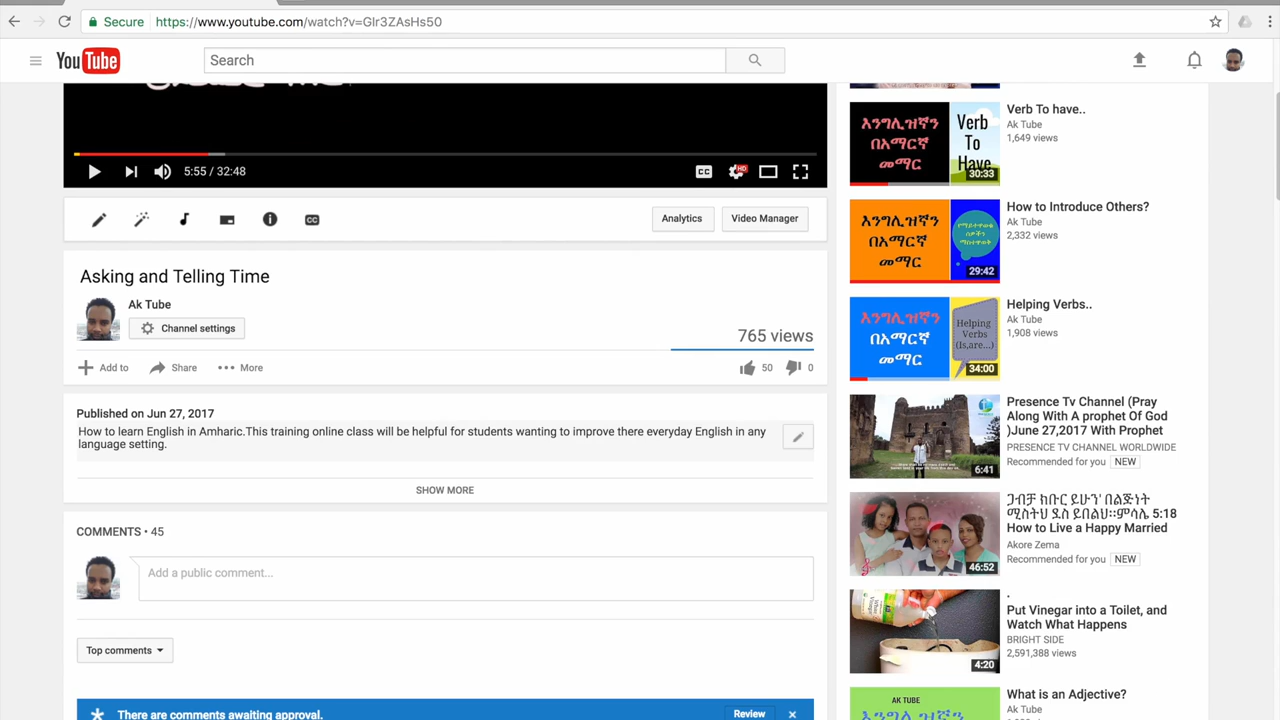 Secure
https://www.youtube.com/watch?v=GIr3ZAsHs50
YouTube
Search
5:55 / 32:48
CC
HD
CC
Analytics
Video Manager
Asking and Telling Time
Ak Tube
Channel settings
765 views
Add to
Share
More
50
0
Published on Jun 27, 2017
How to learn English in Amharic.This training online class will be helpful for students wanting to improve there everyday English in any
language setting.
SHOW MORE
COMMENTS • 45
Add a public comment...
Top comments
There are comments awaiting approval.
Review
እንግሊዝኛን
በአማርኛ
መማር
Verb
To
Have
30:33
Verb To have..
Ak Tube
1,649 views
እንግሊዝኛን
በአማርኛ
መማር
የማይተዋወቁ
ሰዎችን
ማስተዋወቅ
29:42
How to Introduce Others?
Ak Tube
2,332 views
እንግሊዝኛን
በአማርኛ
መማር
Helping
Verbs
(Is,are...)
34:00
Helping Verbs..
Ak Tube
1,908 views
6:41
Presence Tv Channel (Pray
Along With A prophet Of God
)June 27,2017 With Prophet
PRESENCE TV CHANNEL WORLDWIDE
Recommended for you NEW
46:52
ጋብቻ ክቡር ይሁን' በልጅነት
ሚስትህ ደስ ይበልህ።ምሳሌ 5:18
How to Live a Happy Married
Akore Zema
Recommended for you NEW
4:20
.
Put Vinegar into a Toilet, and
Watch What Happens
BRIGHT SIDE
2,591,388 views
AK TUBE
እንግሊዝኛን
What is an Adjective?
Ak Tube